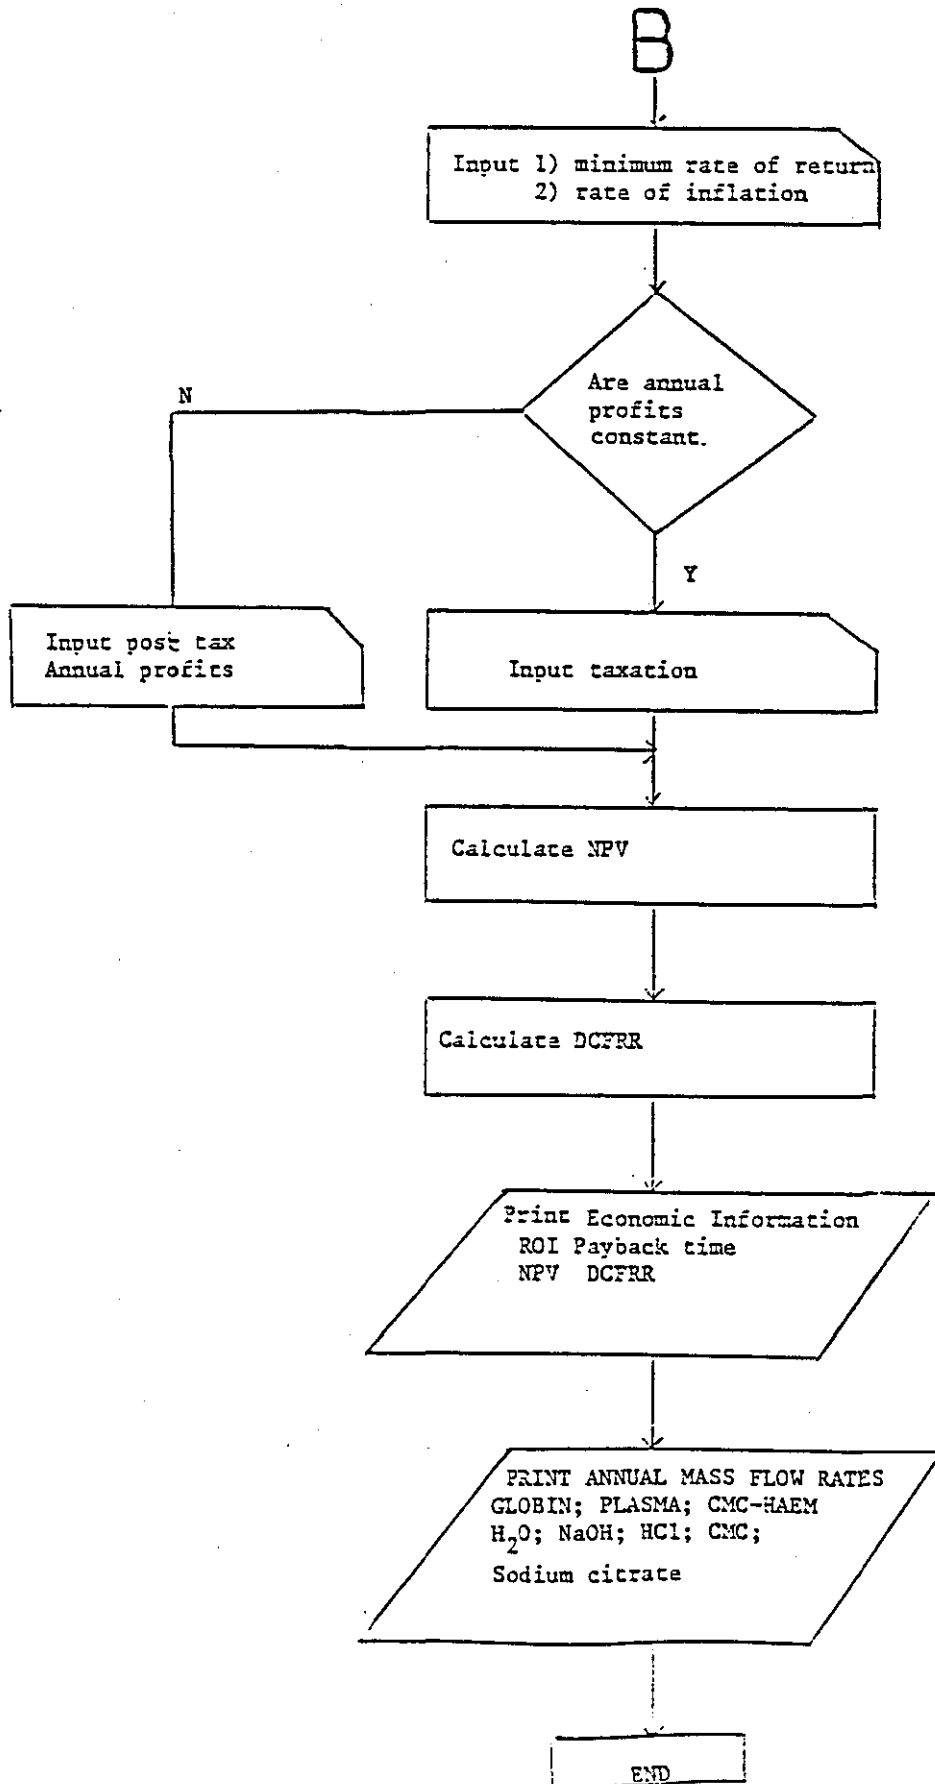 B
Input 1) minimum rate of return
2) rate of inflation
Are annual
profits
constant.
N
Y
Input post tax
Annual profits
Input taxation
Calculate NPV
Calculate DCFRR
Print Economic Information
ROI Payback time
NPV DCFRR
PRINT ANNUAL MASS FLOW RATES
GLOBIN; PLASMA; CMC-HAEM
H₂O; NaOH; HCl; CMC;
Sodium citrate
END